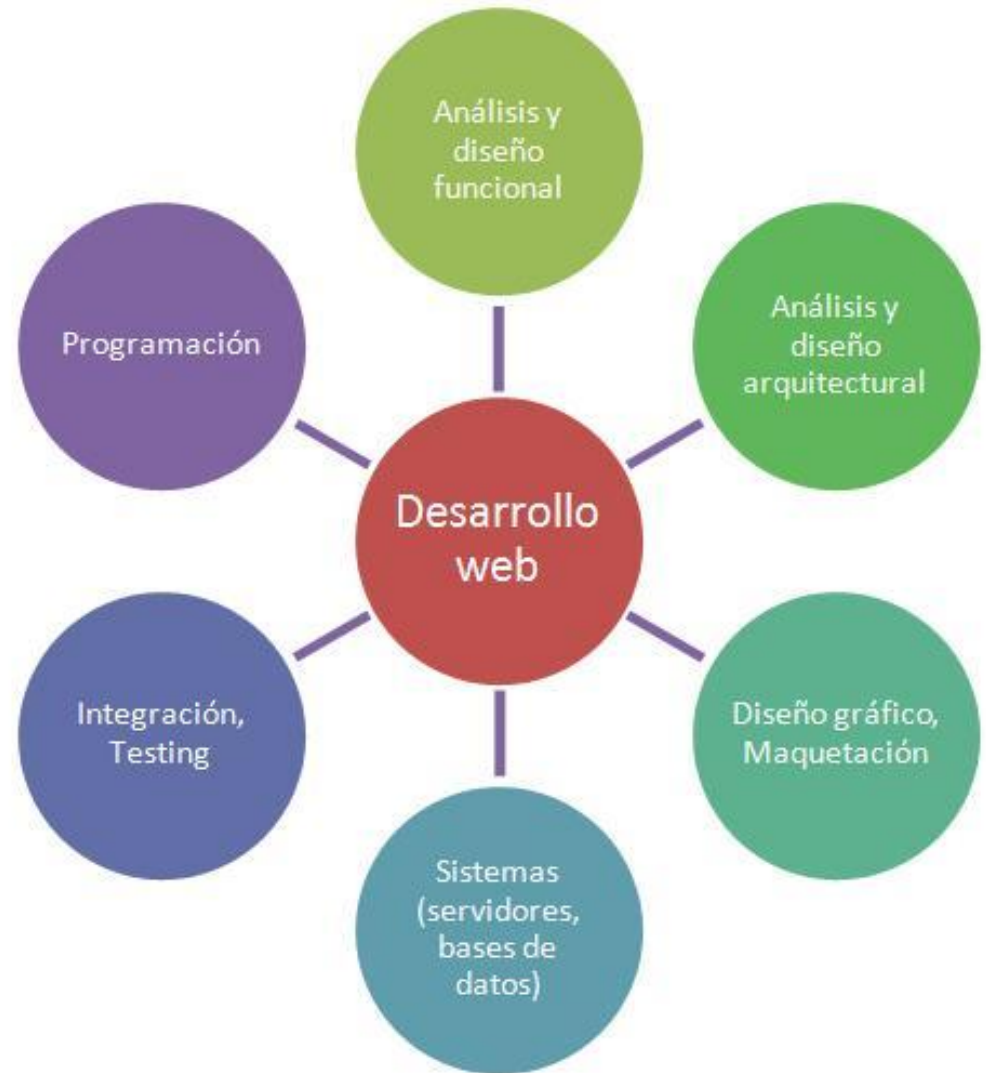 Análisis y
diseño
funcional
Análisis y
diseño
arquitectural
Diseño gráfico,
Maquetación
Sistemas
(servidores,
bases de
datos)
Integración,
Testing
Programación
Desarrollo
web